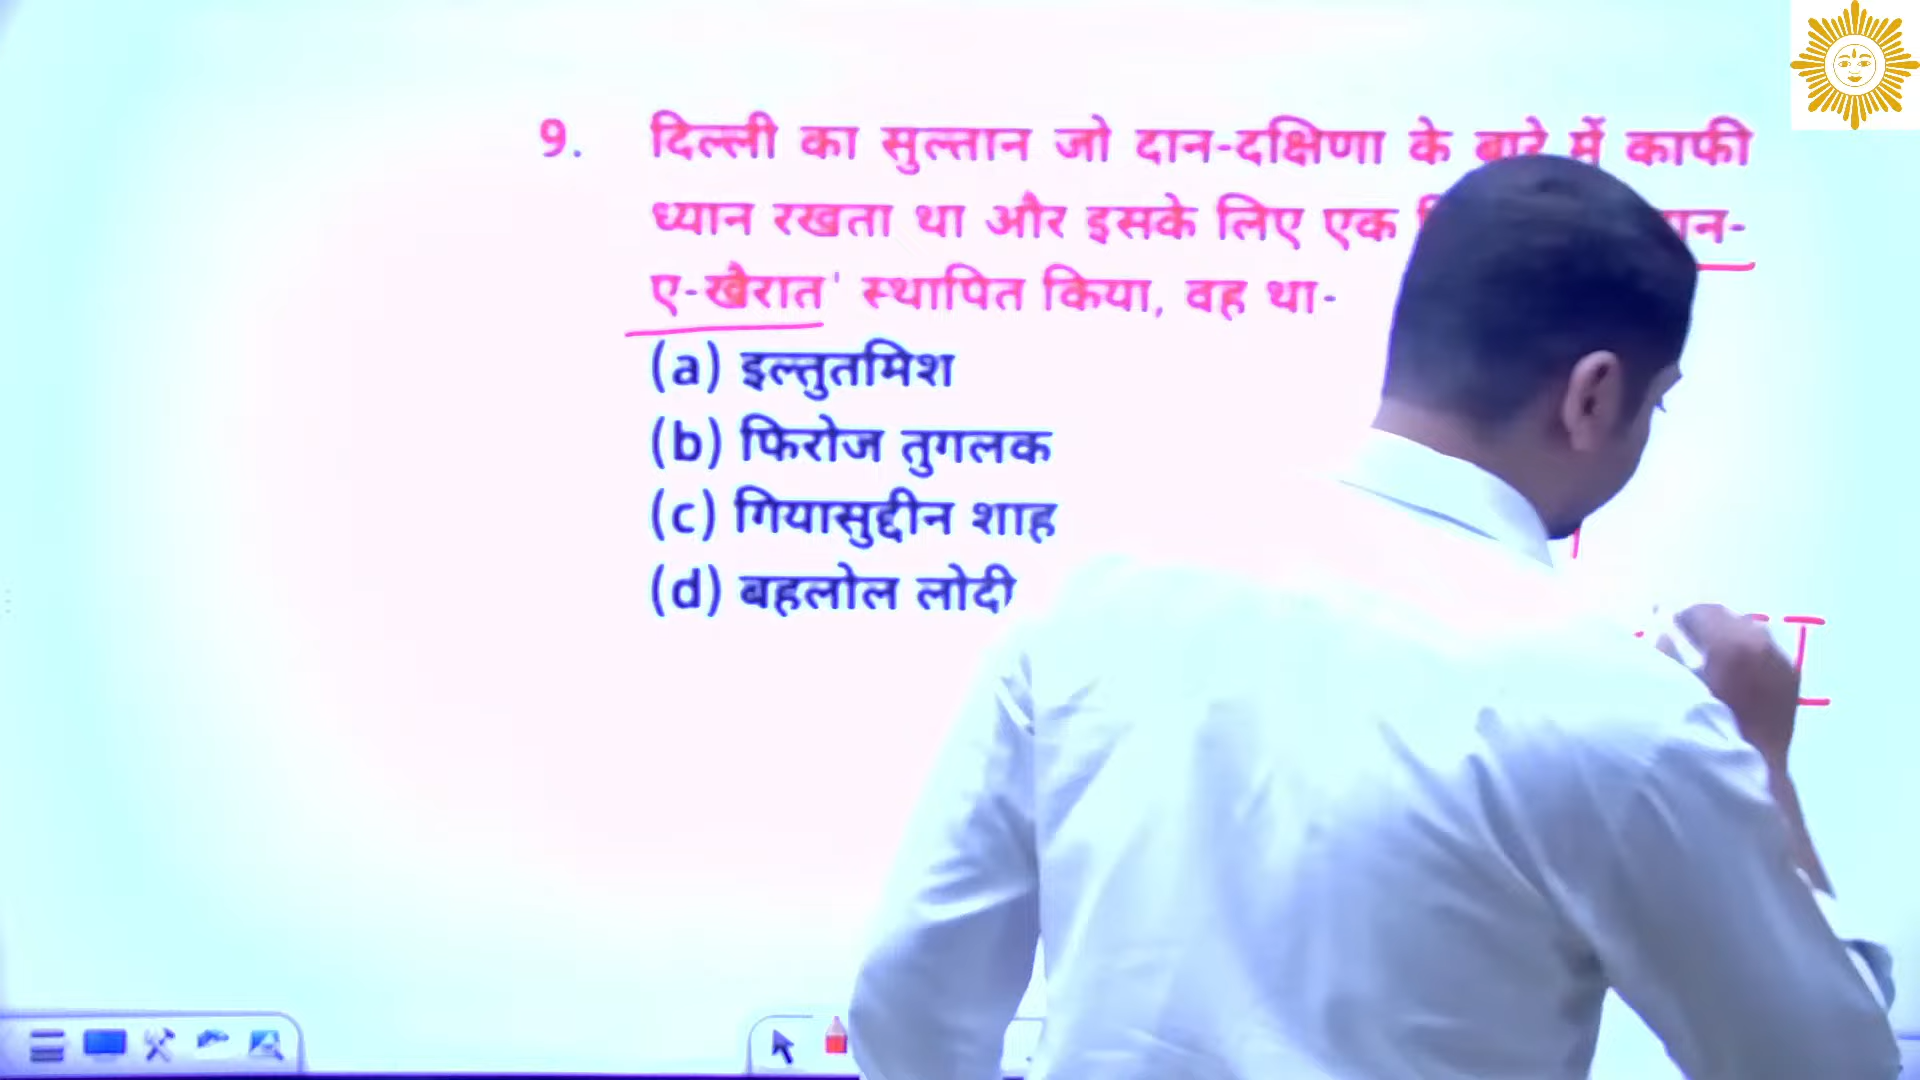 9. दिल्ली का सुल्तान जो दान-दक्षिणा के बारे में काफी
ध्यान रखता था और इसके लिए एक
ए-खैरात' स्थापित किया, वह था-
(a) इल्तुतमिश
(b) फिरोज तुगलक
(c) गियासुद्दीन शाह
(d) बहलोल लोदी